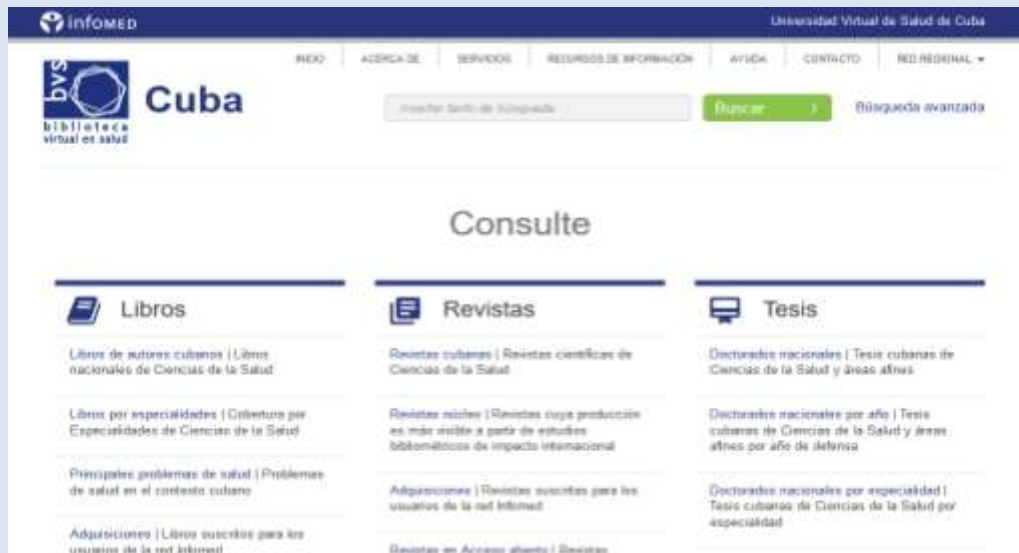 infoMED
Universidad Virtual de Salud de Cuba
INICIO
ACERCA DE
SERVICIOS
RECURSOS DE INFORMACIÓN
AYUDA
CONTACTO
RED REGIONAL
bvs
biblioteca
virtual en salud
Cuba
Insertar texto de búsqueda
Buscar
Búsqueda avanzada
Consulte
Libros
Libros de autores cubanos | Libros
nacionales de Ciencias de la Salud
Libros por especialidades | Cobertura por
Especialidades de Ciencias de la Salud
Principales problemas de salud | Problemas
de salud en el contexto cubano
Adquisiciones | Libros suscritos para los
usuarios de la red Infomed
Revistas
Revistas cubanas | Revistas científicas de
Ciencias de la Salud
Revistas núcleo | Revistas cuya producción
es más visible a partir de estudios
bibliométricos de impacto internacional
Adquisiciones | Revistas suscritas para los
usuarios de la red Infomed
Revistas en Acceso abierto | Revistas
Tesis
Doctorados nacionales | Tesis cubanas de
Ciencias de la Salud y áreas afines
Doctorados nacionales por año | Tesis
cubanas de Ciencias de la Salud y áreas
afines por año de defensa
Doctorados nacionales por especialidad |
Tesis cubanas de Ciencias de la Salud por
especialidad